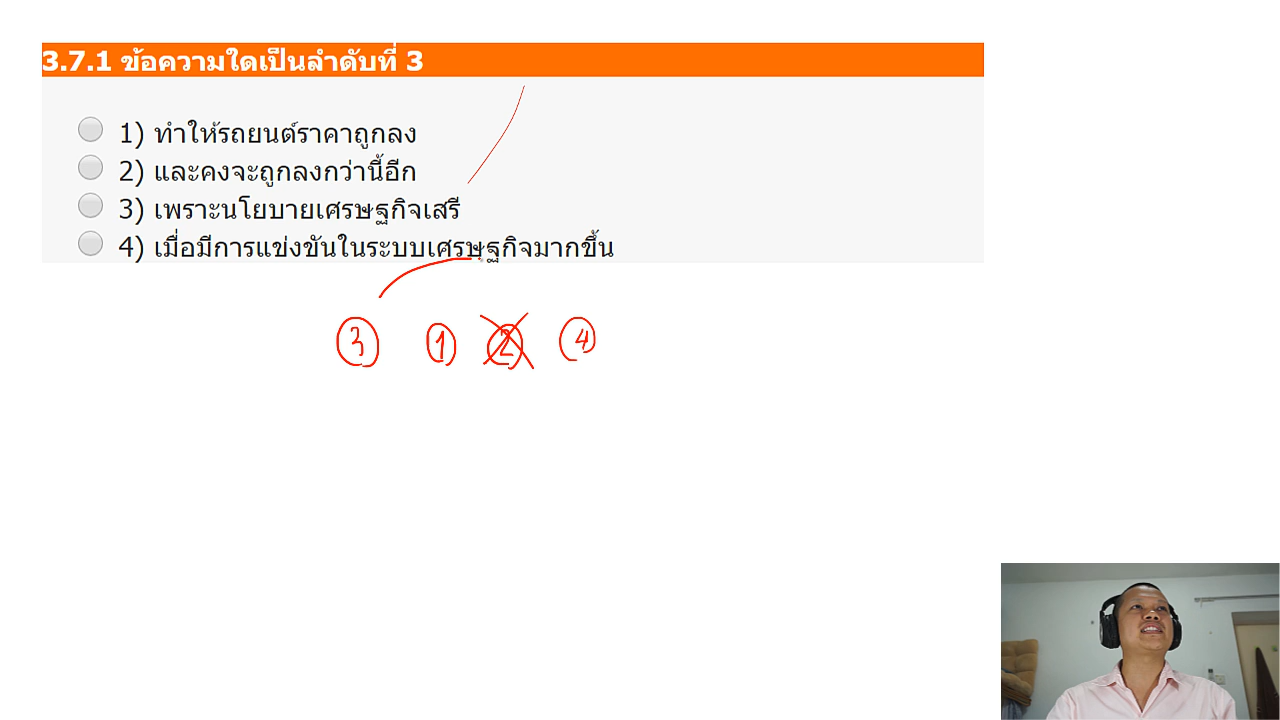 3.7.1 ข้อความใดเป็นลำดับที่ 3
1) ทำให้รถยนต์ราคาถูกลง
2) และคงจะถูกลงกว่านี้อีก
3) เพราะนโยบายเศรษฐกิจเสรี
4) เมื่อมีการแข่งขันในระบบเศรษฐกิจมากขึ้น
3 1 2 4